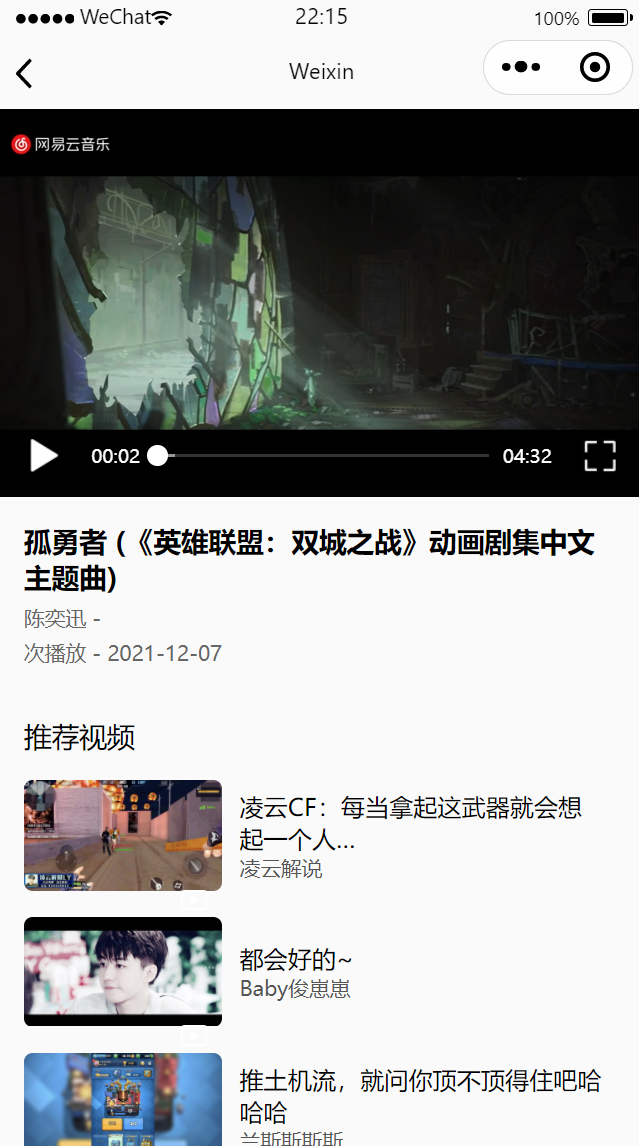 WeChat
22:15
100%
Weixin
网易云音乐
00:02
04:32
孤勇者 (《英雄联盟：双城之战》动画剧集中文
主题曲)
陈奕迅 -
次播放 - 2021-12-07
推荐视频
凌云CF：每当拿起这武器就会想
起一个人...
凌云解说
都会好的~
Baby俊崽崽
推土机流，就问你顶不顶得住吧哈
哈哈
兰斯斯斯斯